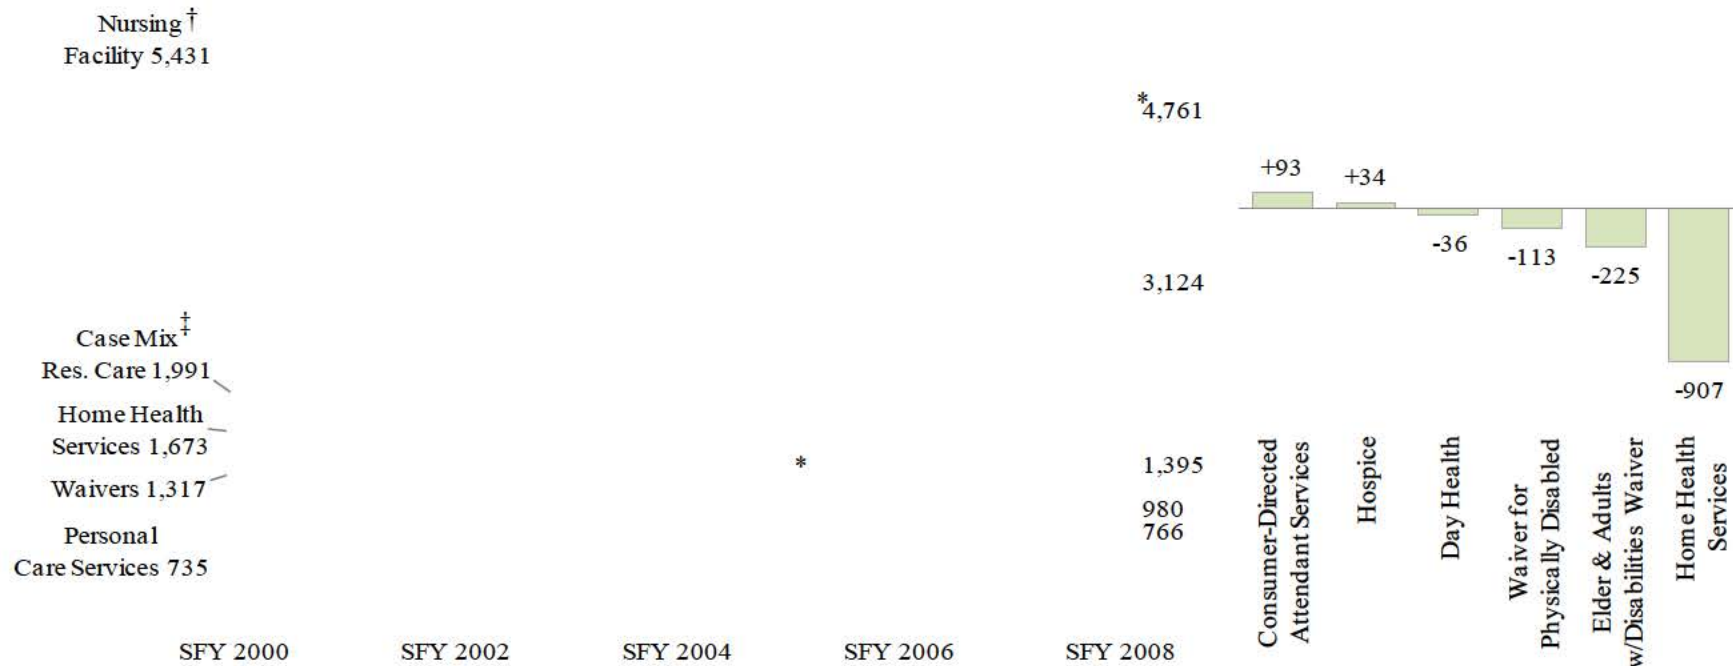 Nursing †
Facility 5,431
*4,761
+93
+34
-36
-113
-225
-907
3,124
Case Mix‡
Res. Care 1,991
Home Health
Services 1,673
Waivers 1,317
Personal
Care Services 735
*
1,395
980
766
Consumer-Directed
Attendant Services
Hospice
Day Health
Waiver for
Physically Disabled
Elder & Adults
w/Disabilities Waiver
Home Health
Services
SFY 2000
SFY 2002
SFY 2004
SFY 2006
SFY 2008